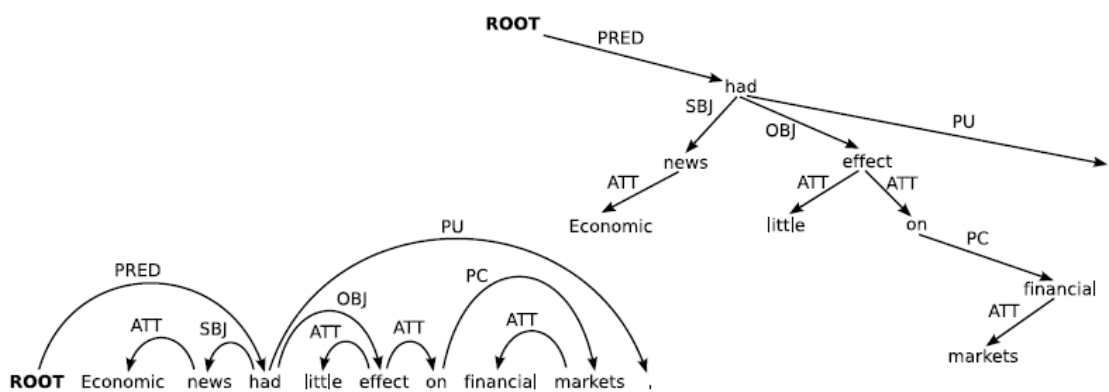 ROOT
PRED
had
SBJ
OBJ
PU
news
effect
ATT
ATT
ATT
Economic
little
on
PC
financial
ATT
markets
PU
PRED
PC
OBJ
ATT
SBJ
ATT
ATT
ATT
ROOT Economic news had little effect on financial markets .